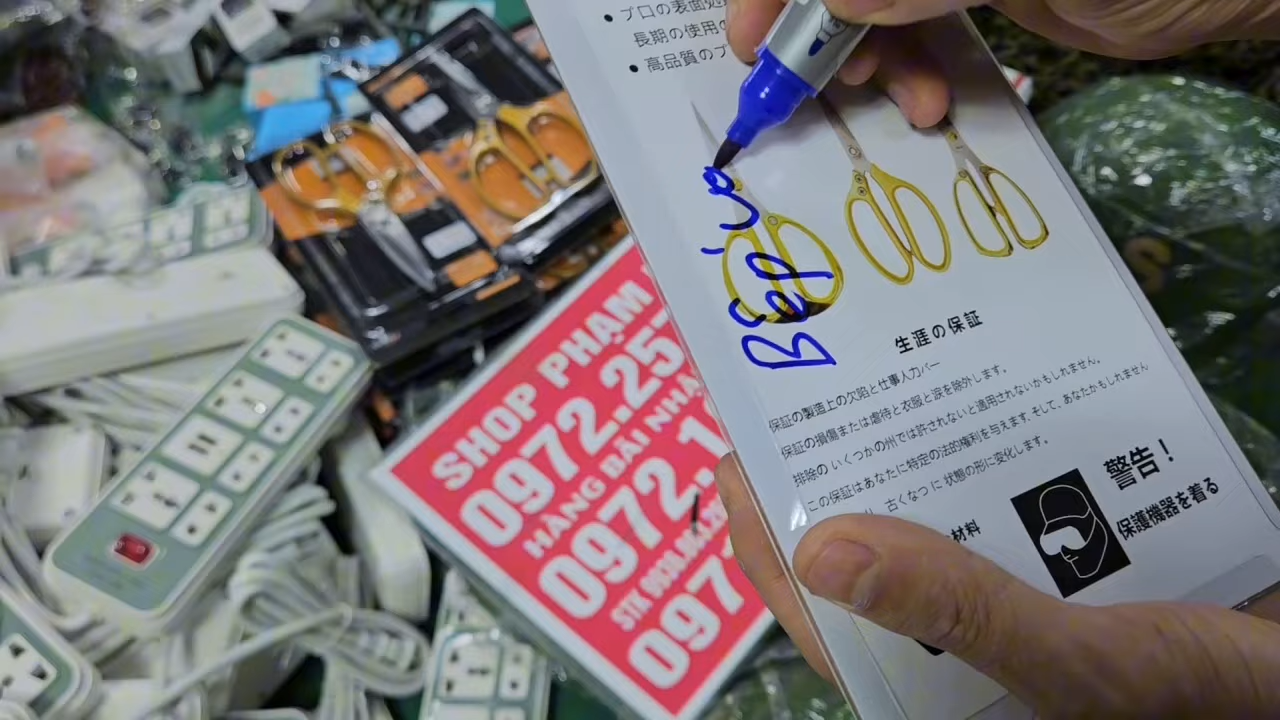 ● プロの表面処
長期の使用の
● 高品質のプ
生涯の保証
保証の製造上の欠陥と仕事人力バー
保証の損傷または虐待と衣服と涙を除外します。
排除の いくつかの州では許されないと適用されないかもしれません。
この保証はあなたに特定の法的権利を与えます. そして, あなたかもしれません
古くなつ に 状態の形に変化します。
材料
警告！
保護機器を着る
SHOP PHẠM
0972.257
HÀNG BÃI NHẬ
0972.1
STK
097